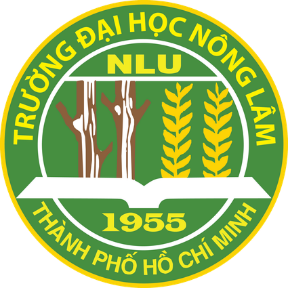 TRƯỜNG ĐẠI HỌC NÔNG LÂM
NLU
1955
THÀNH PHỐ HỒ CHÍ MINH